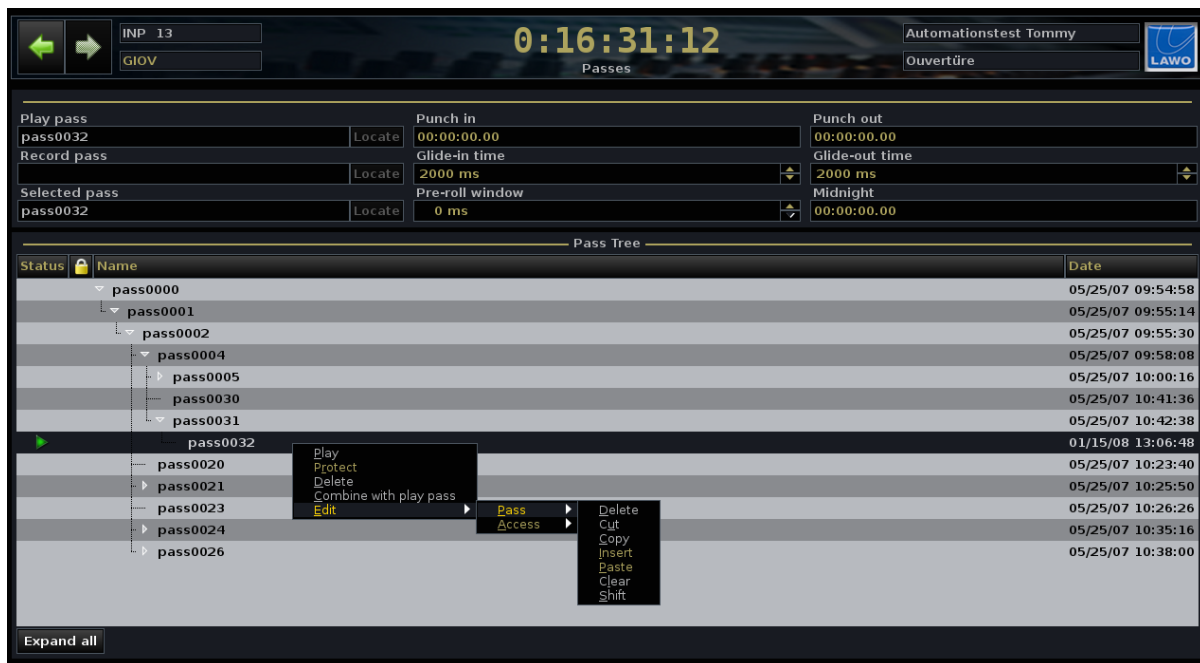 INP 13
GIOV
0:16:31:12
Passes
Automationstest Tommy
Ouvertüre
LAWO
Play pass Punch in Punch out
pass0032 Locate 00:00:00.00 00:00:00.00
Record pass Glide-in time Glide-out time
Locate 2000 ms 2000 ms
Selected pass Pre-roll window Midnight
pass0032 Locate 0 ms 00:00:00.00
Pass Tree
Status Name Date
pass0000 05/25/07 09:54:58
pass0001 05/25/07 09:55:14
pass0002 05/25/07 09:55:30
pass0004 05/25/07 09:58:08
pass0005 05/25/07 10:00:16
pass0030 05/25/07 10:41:36
pass0031 05/25/07 10:42:38
pass0032 01/15/08 13:06:48
pass0020 05/25/07 10:23:40
pass0021 05/25/07 10:25:50
pass0023 05/25/07 10:26:26
pass0024 05/25/07 10:35:16
pass0026 05/25/07 10:38:00
Play
Protect
Delete
Combine with play pass
Edit
Pass
Access
Delete
Cut
Copy
Insert
Paste
Clear
Shift
Expand all